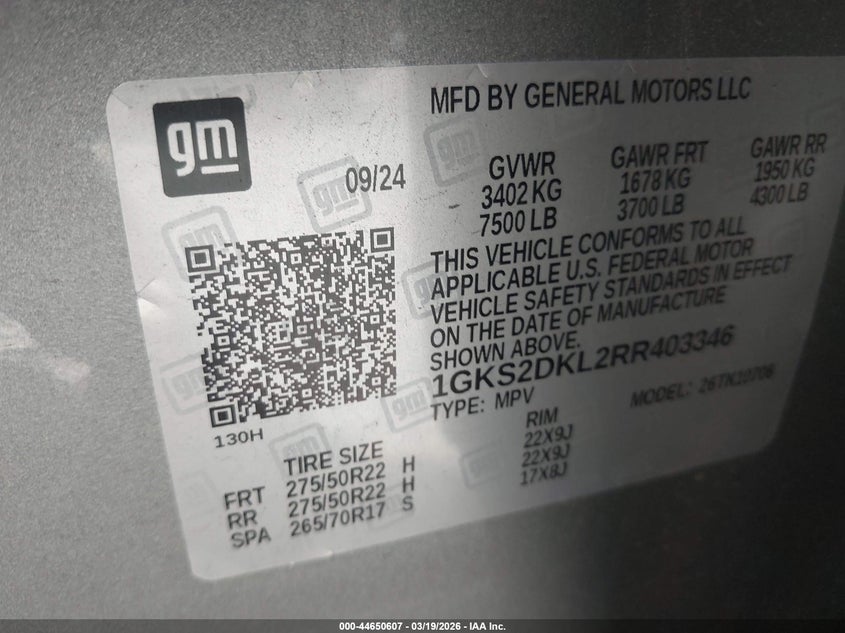 gm
MFD BY GENERAL MOTORS LLC
09/24
GVWR GAWR FRT GAWR RR
3402 KG 1678 KG 1950 KG
7500 LB 3700 LB 4300 LB
THIS VEHICLE CONFORMS TO ALL
APPLICABLE U.S. FEDERAL MOTOR
VEHICLE SAFETY STANDARDS IN EFFECT
ON THE DATE OF MANUFACTURE
SHOWN ABOVE.
1GKS2DKL2RR403346
TYPE: MPV MODEL:
130H
TIRE SIZE RIM
FRT 275/50R22 H 22X9J
RR 275/50R22 H 22X9J
SPA 265/70R17 S 17X8J
000-44650607 - 03/19/2026 - IAA Inc.